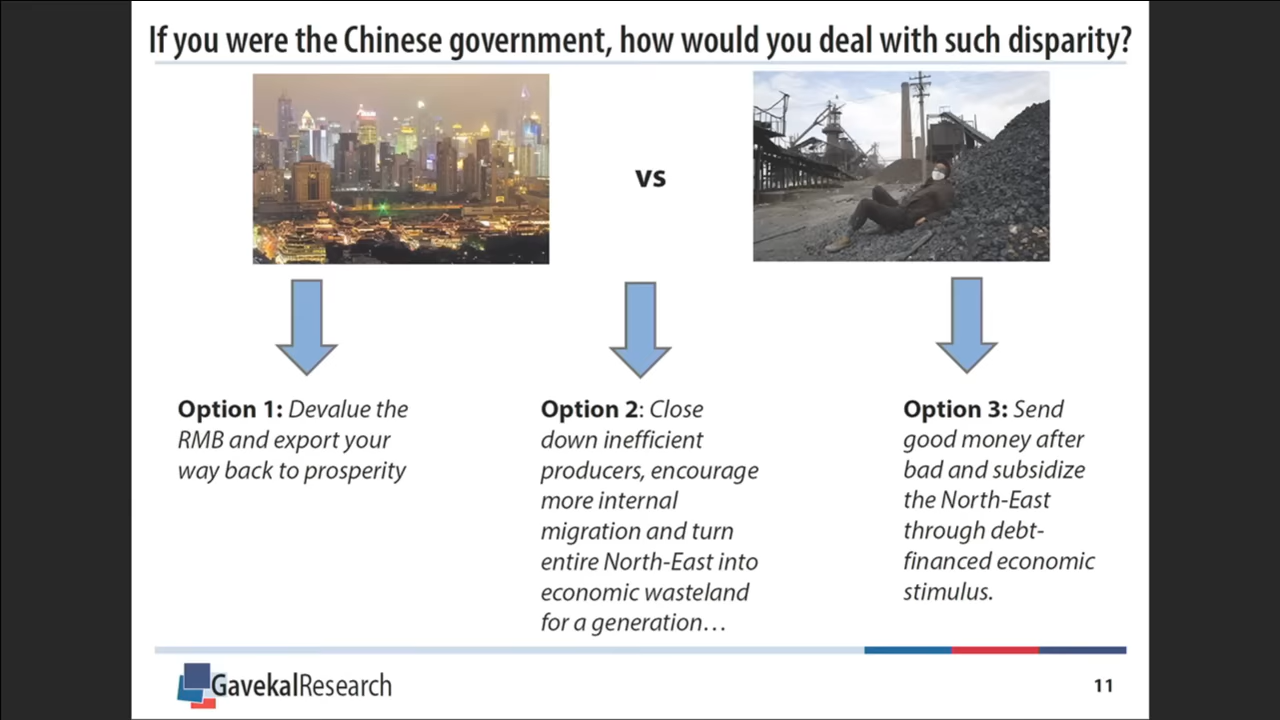 If you were the Chinese government, how would you deal with such disparity?
vs
Option 1: Devalue the
RMB and export your
way back to prosperity
Option 2: Close
down inefficient
producers, encourage
more internal
migration and turn
entire North-East into
economic wasteland
for a generation…
Option 3: Send
good money after
bad and subsidize
the North-East
through debt-
financed economic
stimulus.
GavekalResearch
11